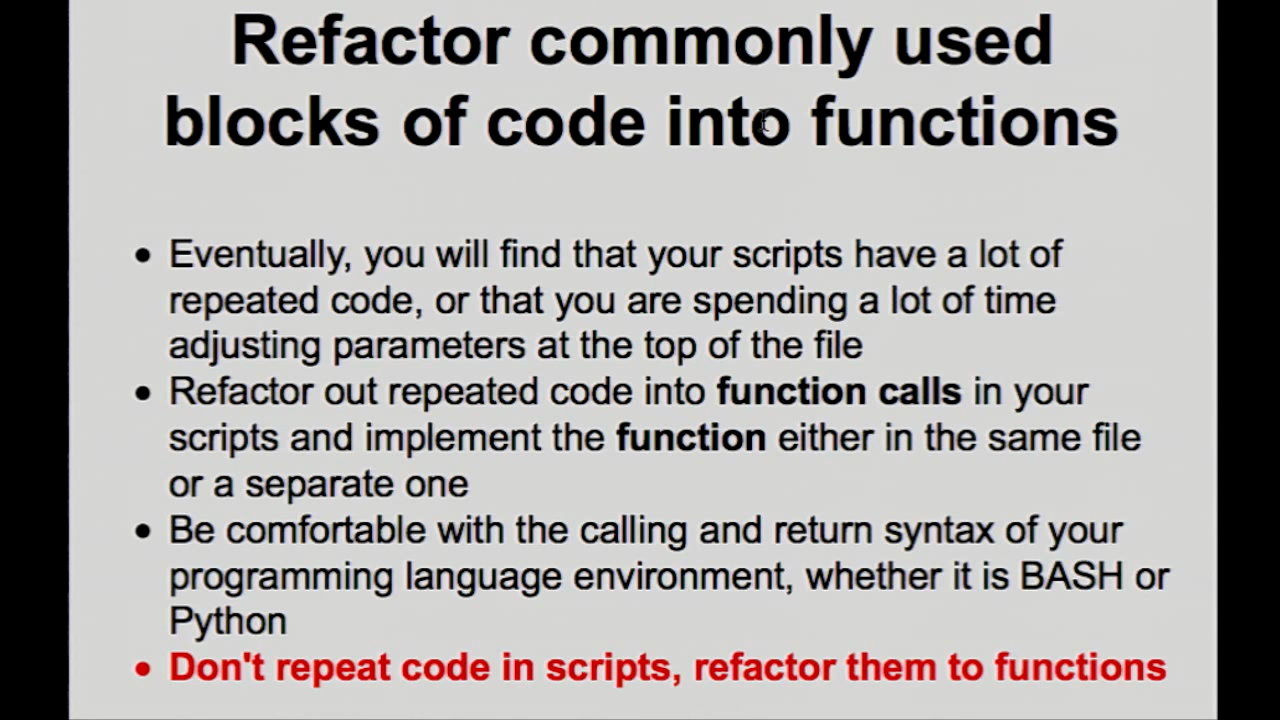 Refactor commonly used
blocks of code into functions
• Eventually, you will find that your scripts have a lot of
repeated code, or that you are spending a lot of time
adjusting parameters at the top of the file
• Refactor out repeated code into function calls in your
scripts and implement the function either in the same file
or a separate one
• Be comfortable with the calling and return syntax of your
programming language environment, whether it is BASH or
Python
• Don't repeat code in scripts, refactor them to functions